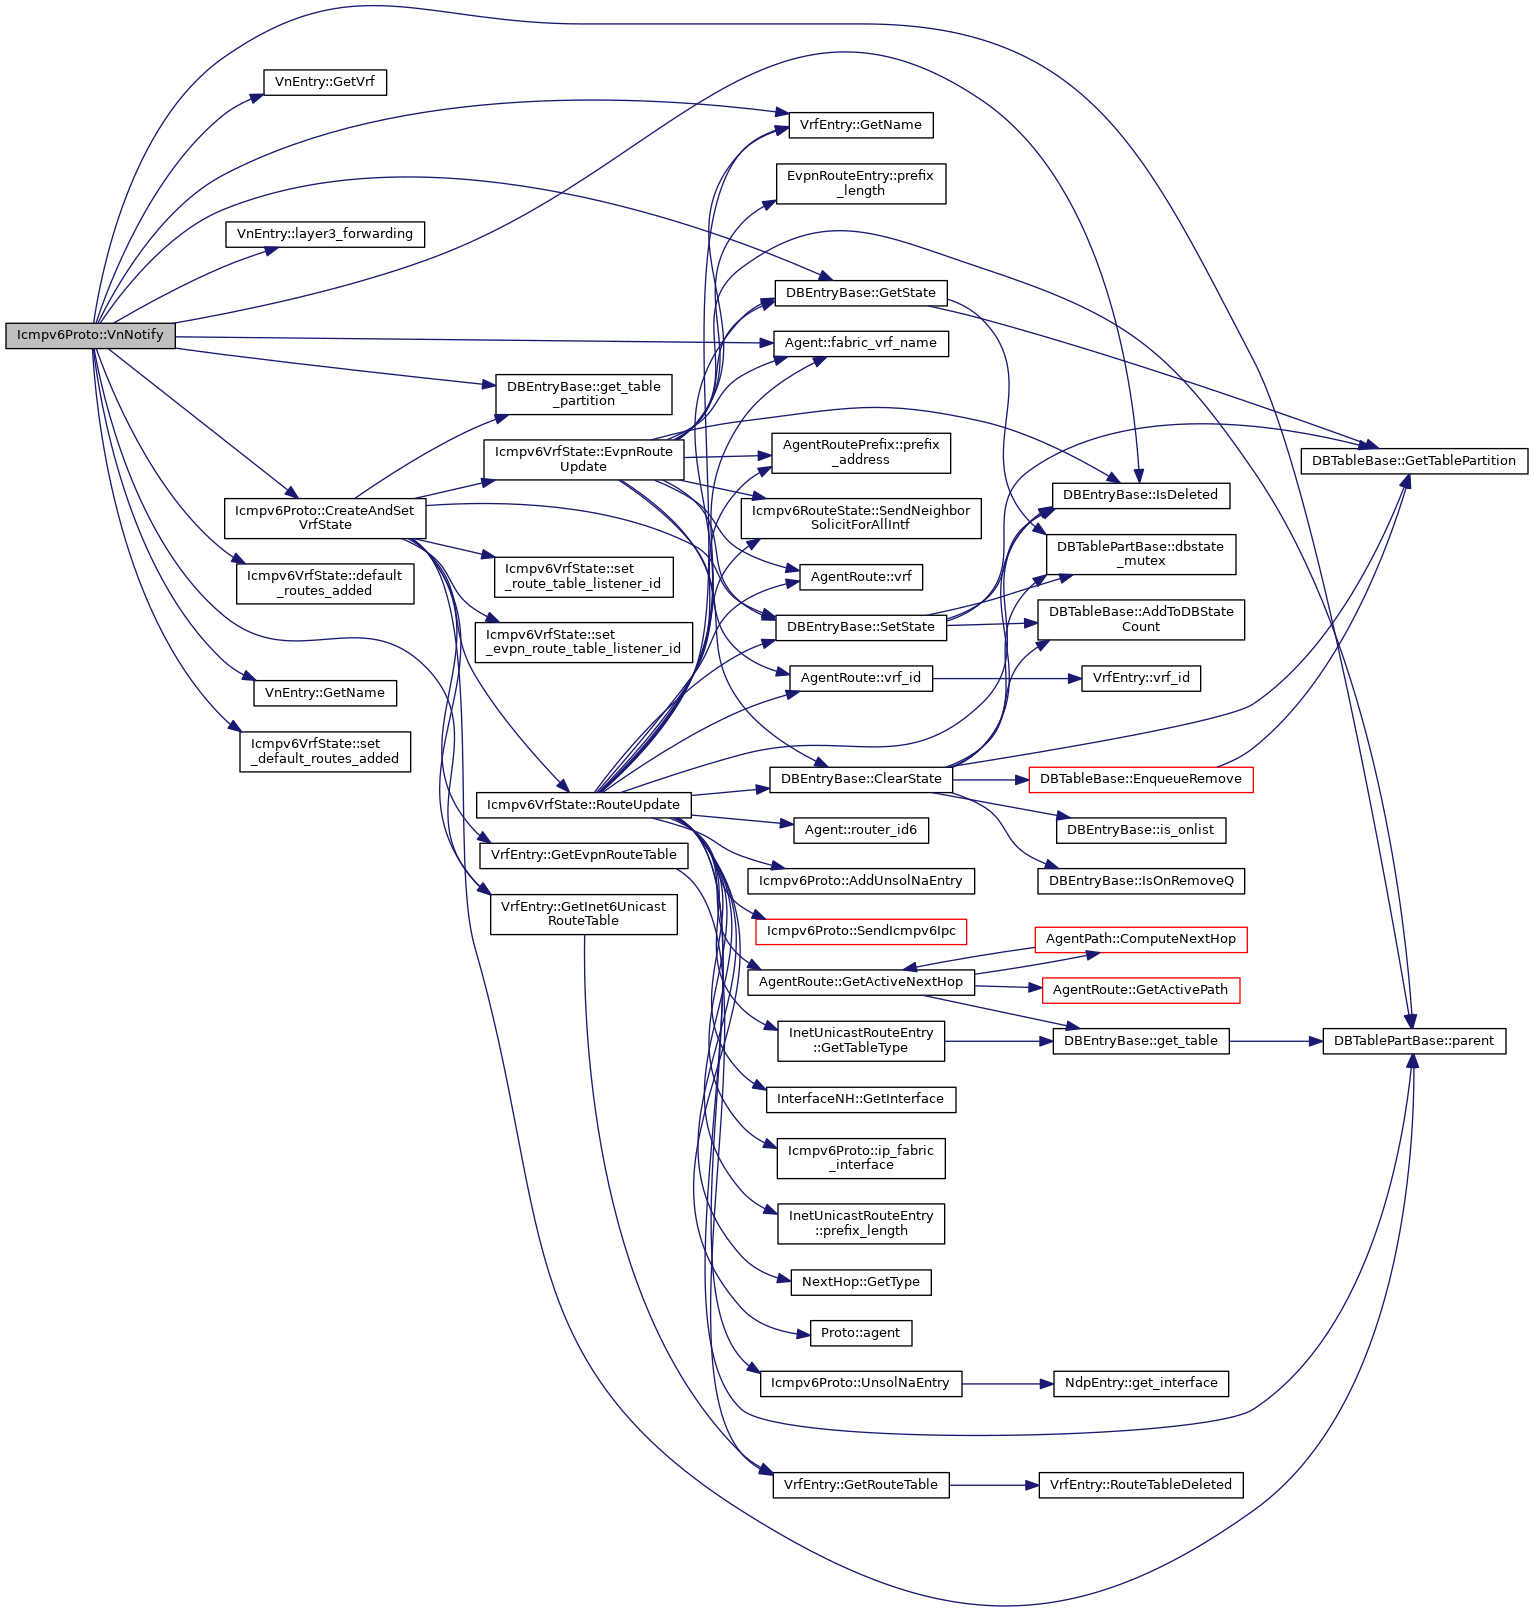 Icmpv6Proto::VnNotify
VnEntry::GetVrf
VnEntry::layer3_forwarding
Icmpv6Proto::CreateAndSet
VrfState
Icmpv6VrfState::default
_routes_added
VnEntry::GetName
Icmpv6VrfState::set
_default_routes_added
DBEntryBase::get_table
_partition
Icmpv6VrfState::EvpnRoute
Update
Icmpv6VrfState::set
_route_table_listener_id
Icmpv6VrfState::set
_evpn_route_table_listener_id
Icmpv6VrfState::RouteUpdate
VrfEntry::GetEvpnRouteTable
VrfEntry::GetInet6Unicast
RouteTable
VrfEntry::GetName
EvpnRouteEntry::prefix
_length
DBEntryBase::GetState
Agent::fabric_vrf_name
AgentRoutePrefix::prefix
_address
Icmpv6RouteState::SendNeighbor
SolicitForAllIntf
AgentRoute::vrf
DBEntryBase::SetState
AgentRoute::vrf_id
DBEntryBase::ClearState
Agent::router_id6
Icmpv6Proto::AddUnsolNaEntry
Icmpv6Proto::SendIcmpv6Ipc
AgentRoute::GetActiveNextHop
InetUnicastRouteEntry
::GetTableType
InterfaceNH::GetInterface
Icmpv6Proto::ip_fabric
_interface
InetUnicastRouteEntry
::prefix_length
NextHop::GetType
Proto::agent
Icmpv6Proto::UnsolNaEntry
VrfEntry::GetRouteTable
DBEntryBase::IsDeleted
DBTablePartBase::dbstate
_mutex
DBTableBase::AddToDBState
Count
VrfEntry::vrf_id
DBTableBase::EnqueueRemove
DBEntryBase::is_onlist
DBEntryBase::IsOnRemoveQ
AgentPath::ComputeNextHop
AgentRoute::GetActivePath
DBEntryBase::get_table
NdpEntry::get_interface
VrfEntry::RouteTableDeleted
DBTableBase::GetTablePartition
DBTablePartBase::parent